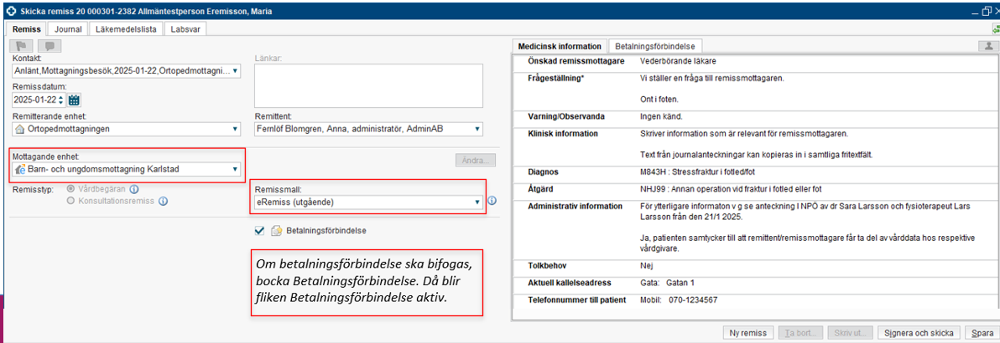 Skicka remiss 20 000301-2382 Allmäntestperson Eremisson, Maria
Remiss Journal Läkemedelslista Labsvar
Kontakt:
Anlänt,Mottagningsbesök,2025-01-22,Ortopedmottagni...
Länkar:
Remissdatum:
2025-01-22
Remitterande enhet:
Ortopedmottagningen
Remittent:
Fernlöf Blomgren, Anna, administratör, AdminAB
Mottagande enhet:
Barn- och ungdomsmottagning Karlstad
Ändra...
Remisstyp:
Vårdbegäran
Konsultationsremiss
Remissmall:
eRemiss (utgående)
Betalningsförbindelse
Om betalningsförbindelse ska bifogas,
bocka Betalningsförbindelse. Då blir
fliken Betalningsförbindelse aktiv.
Medicinsk information Betalningsförbindelse
Önskad remissmottagare Vederbörande läkare
Frågeställning* Vi ställer en fråga till remissmottagaren.
Ont i foten.
Varning/Observanda Ingen känd.
Klinisk information Skriver information som är relevant för remissmottagaren.
Text från journalanteckningar kan kopieras in i samtliga fritextfält.
Diagnos M843H : Stressfraktur i fotled/fot
Åtgärd NHJ99 : Annan operation vid fraktur i fotled eller fot
Administrativ information För ytterligare informaton v g se anteckning I NPÖ av dr Sara Larsson och fysioterapeut Lars
Larsson från den 21/1 2025.
Ja, patienten samtycker till att remittent/remissmottagare får ta del av vårddata hos respektive
vårdgivare.
Tolkbehov Nej
Aktuell kallelseadress Gata: Gatan 1
Telefonnummer till patient Mobil: 070-1234567
Ny remiss Ta bort... Skriv ut... Signera och skicka Spara